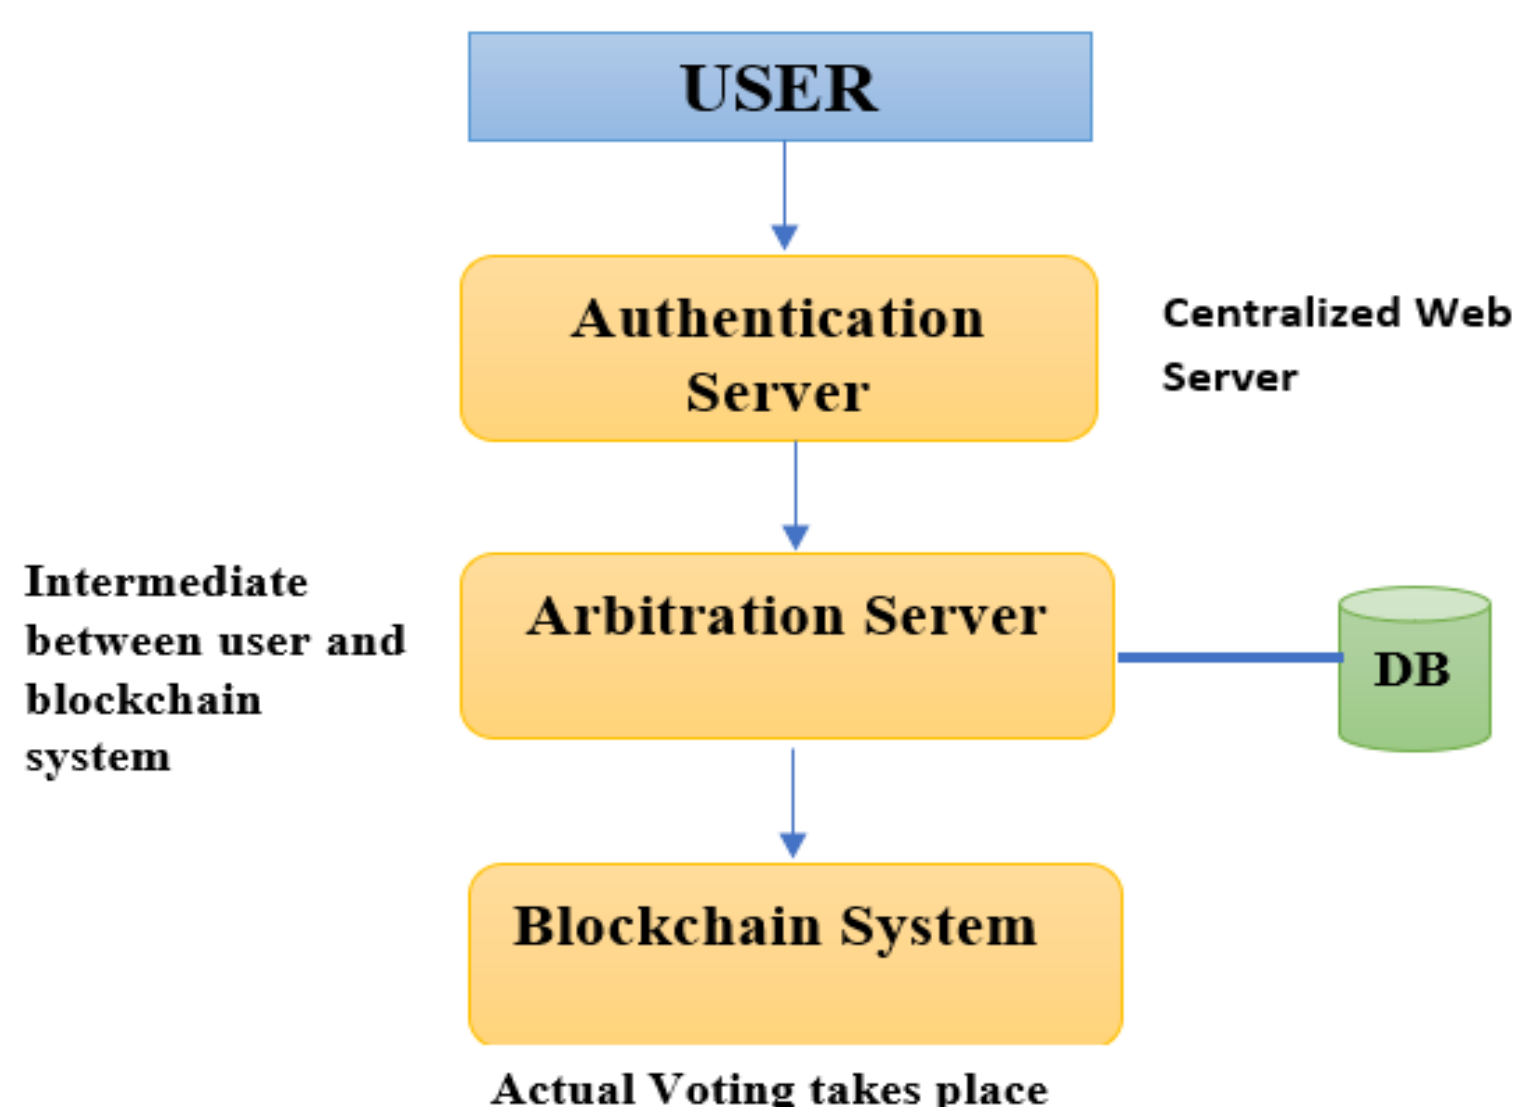 USER
Authentication
Server
Centralized Web
Server
Intermediate
between user and
blockchain
system
Arbitration Server
DB
Blockchain System
Actual Voting takes place